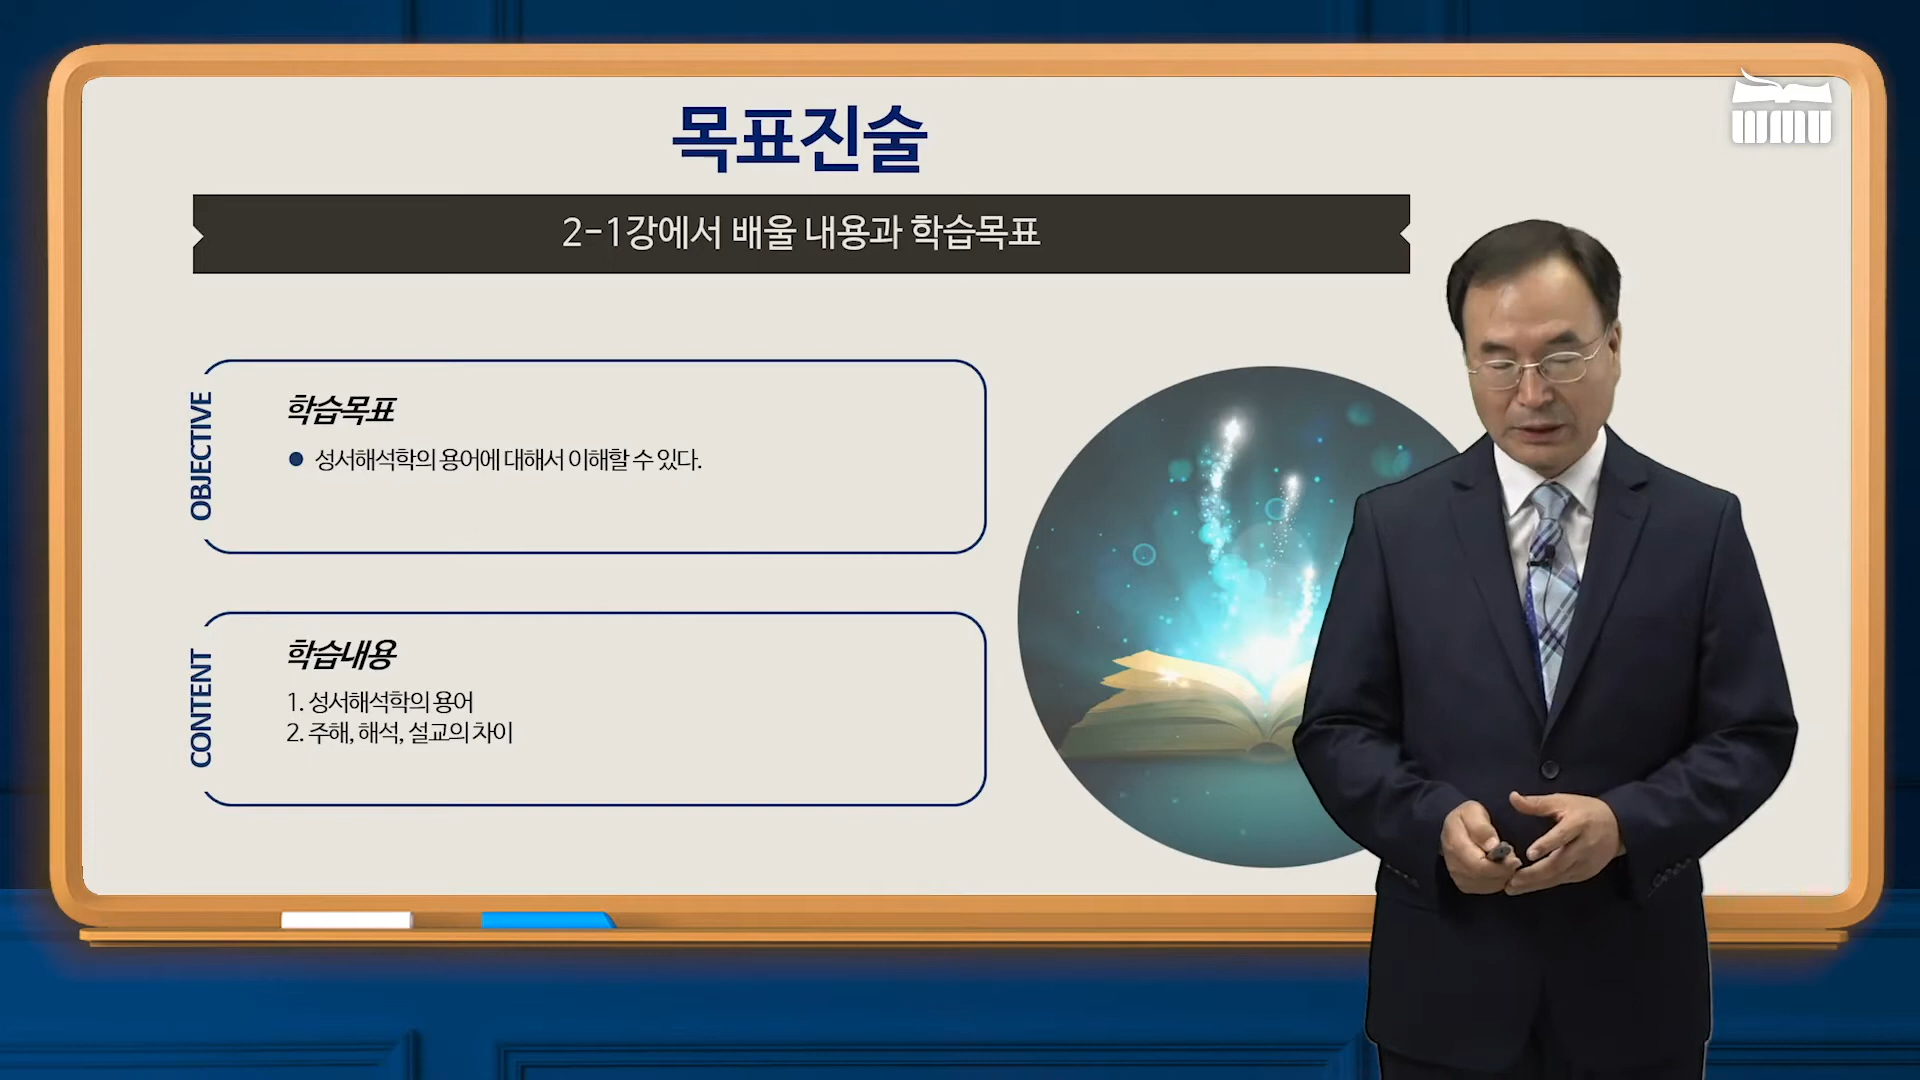 목표진술
2-1강에서 배울 내용과 학습목표
OBJECTIVE
학습목표
● 성서해석학의 용어에 대해서 이해할 수 있다.
CONTENT
학습내용
1. 성서해석학의 용어
2. 주해, 해석, 설교의 차이